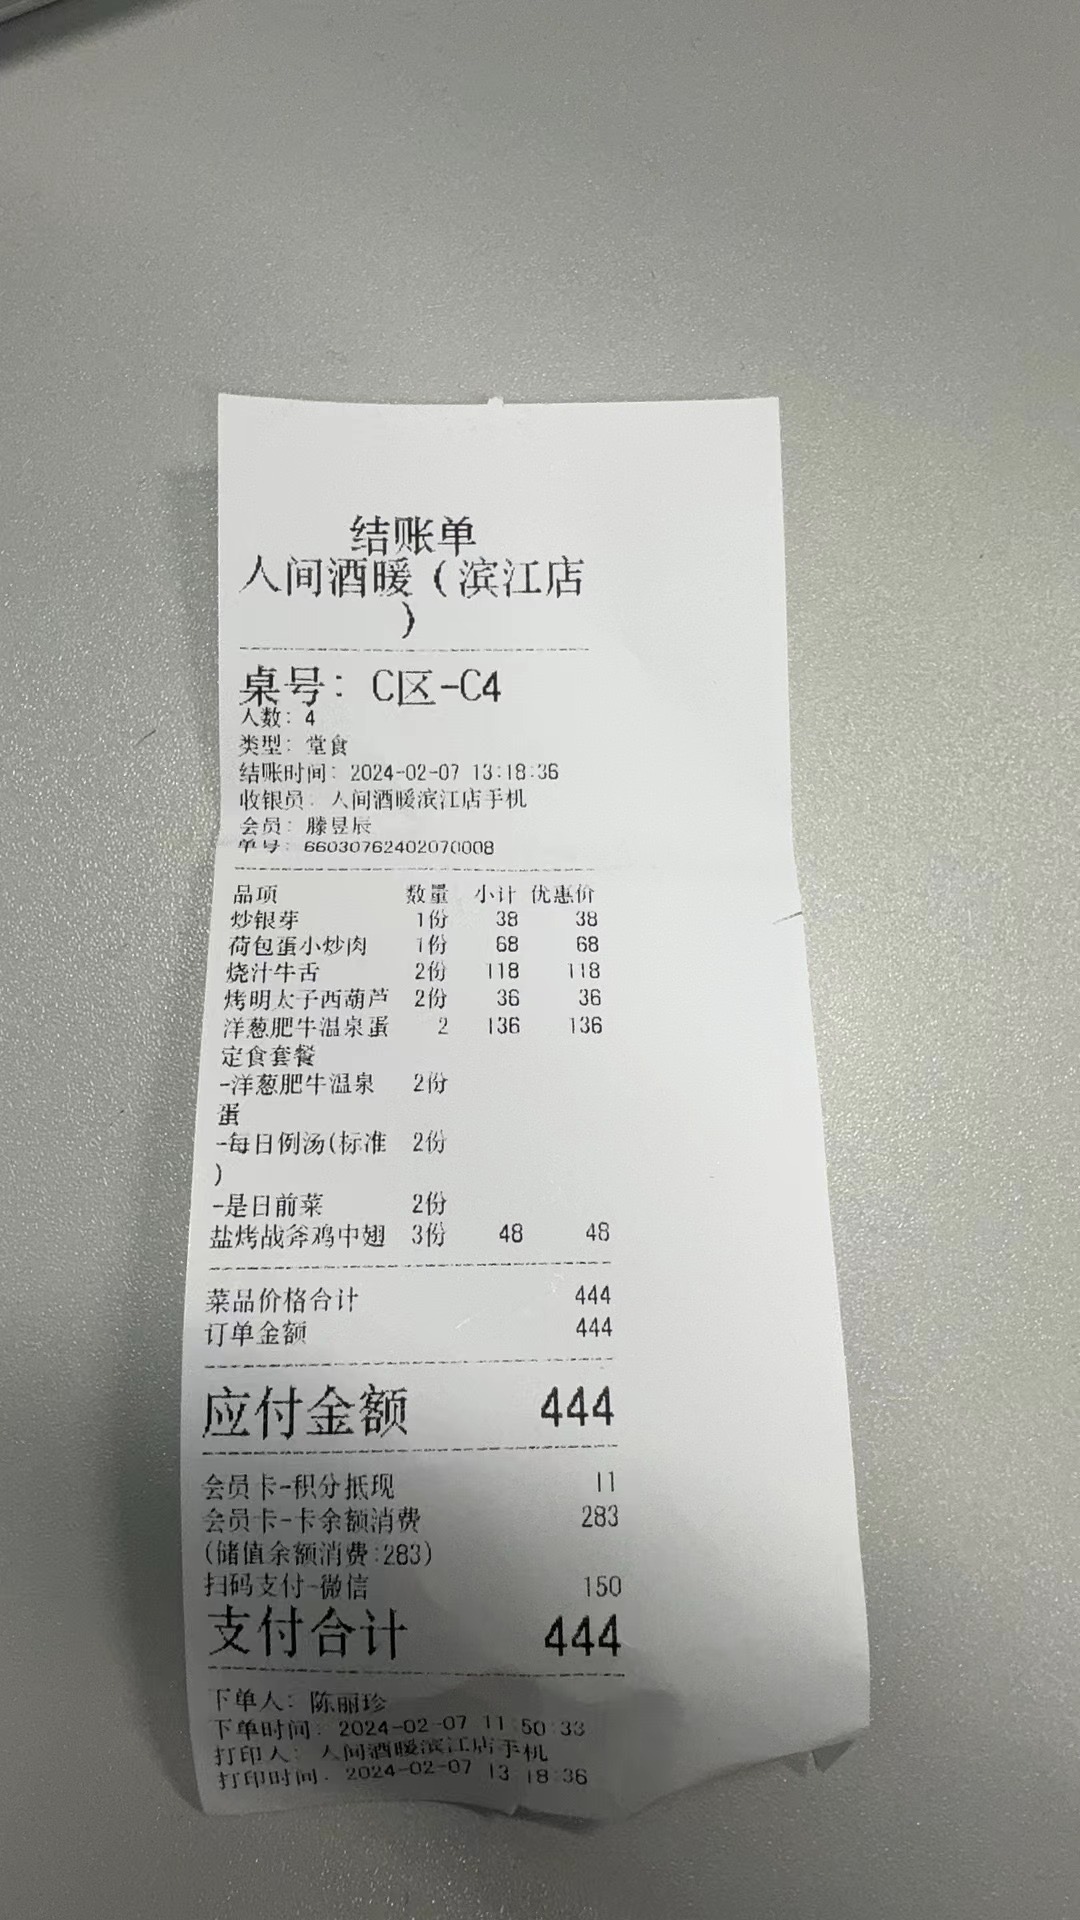 结账单
人间酒暖（滨江店
）
桌号：C区-C4
人数：4
类型：堂食
结账时间：2024-02-07 13:18:36
收银员：人间酒暖滨江店手机
会员：滕昱辰
单号：66030762402070008
品项 数量 小计 优惠价
炒银芽 1份 38 38
荷包蛋小炒肉 1份 68 68
烧汁牛舌 2份 118 118
烤明太子西葫芦 2份 36 36
洋葱肥牛温泉蛋 2 136 136
定食套餐
-洋葱肥牛温泉 2份
蛋
-每日例汤(标准 2份
)
-是日前菜 2份
盐烤战斧鸡中翅 3份 48 48
菜品价格合计 444
订单金额 444
应付金额 444
会员卡-积分抵现 11
会员卡-卡余额消费 283
(储值余额消费:283)
扫码支付-微信 150
支付合计 444
下单人：陈丽珍
下单时间：2024-02-07 11:50:33
打印人：人间酒暖滨江店手机
打印时间：2024-02-07 13:18:36